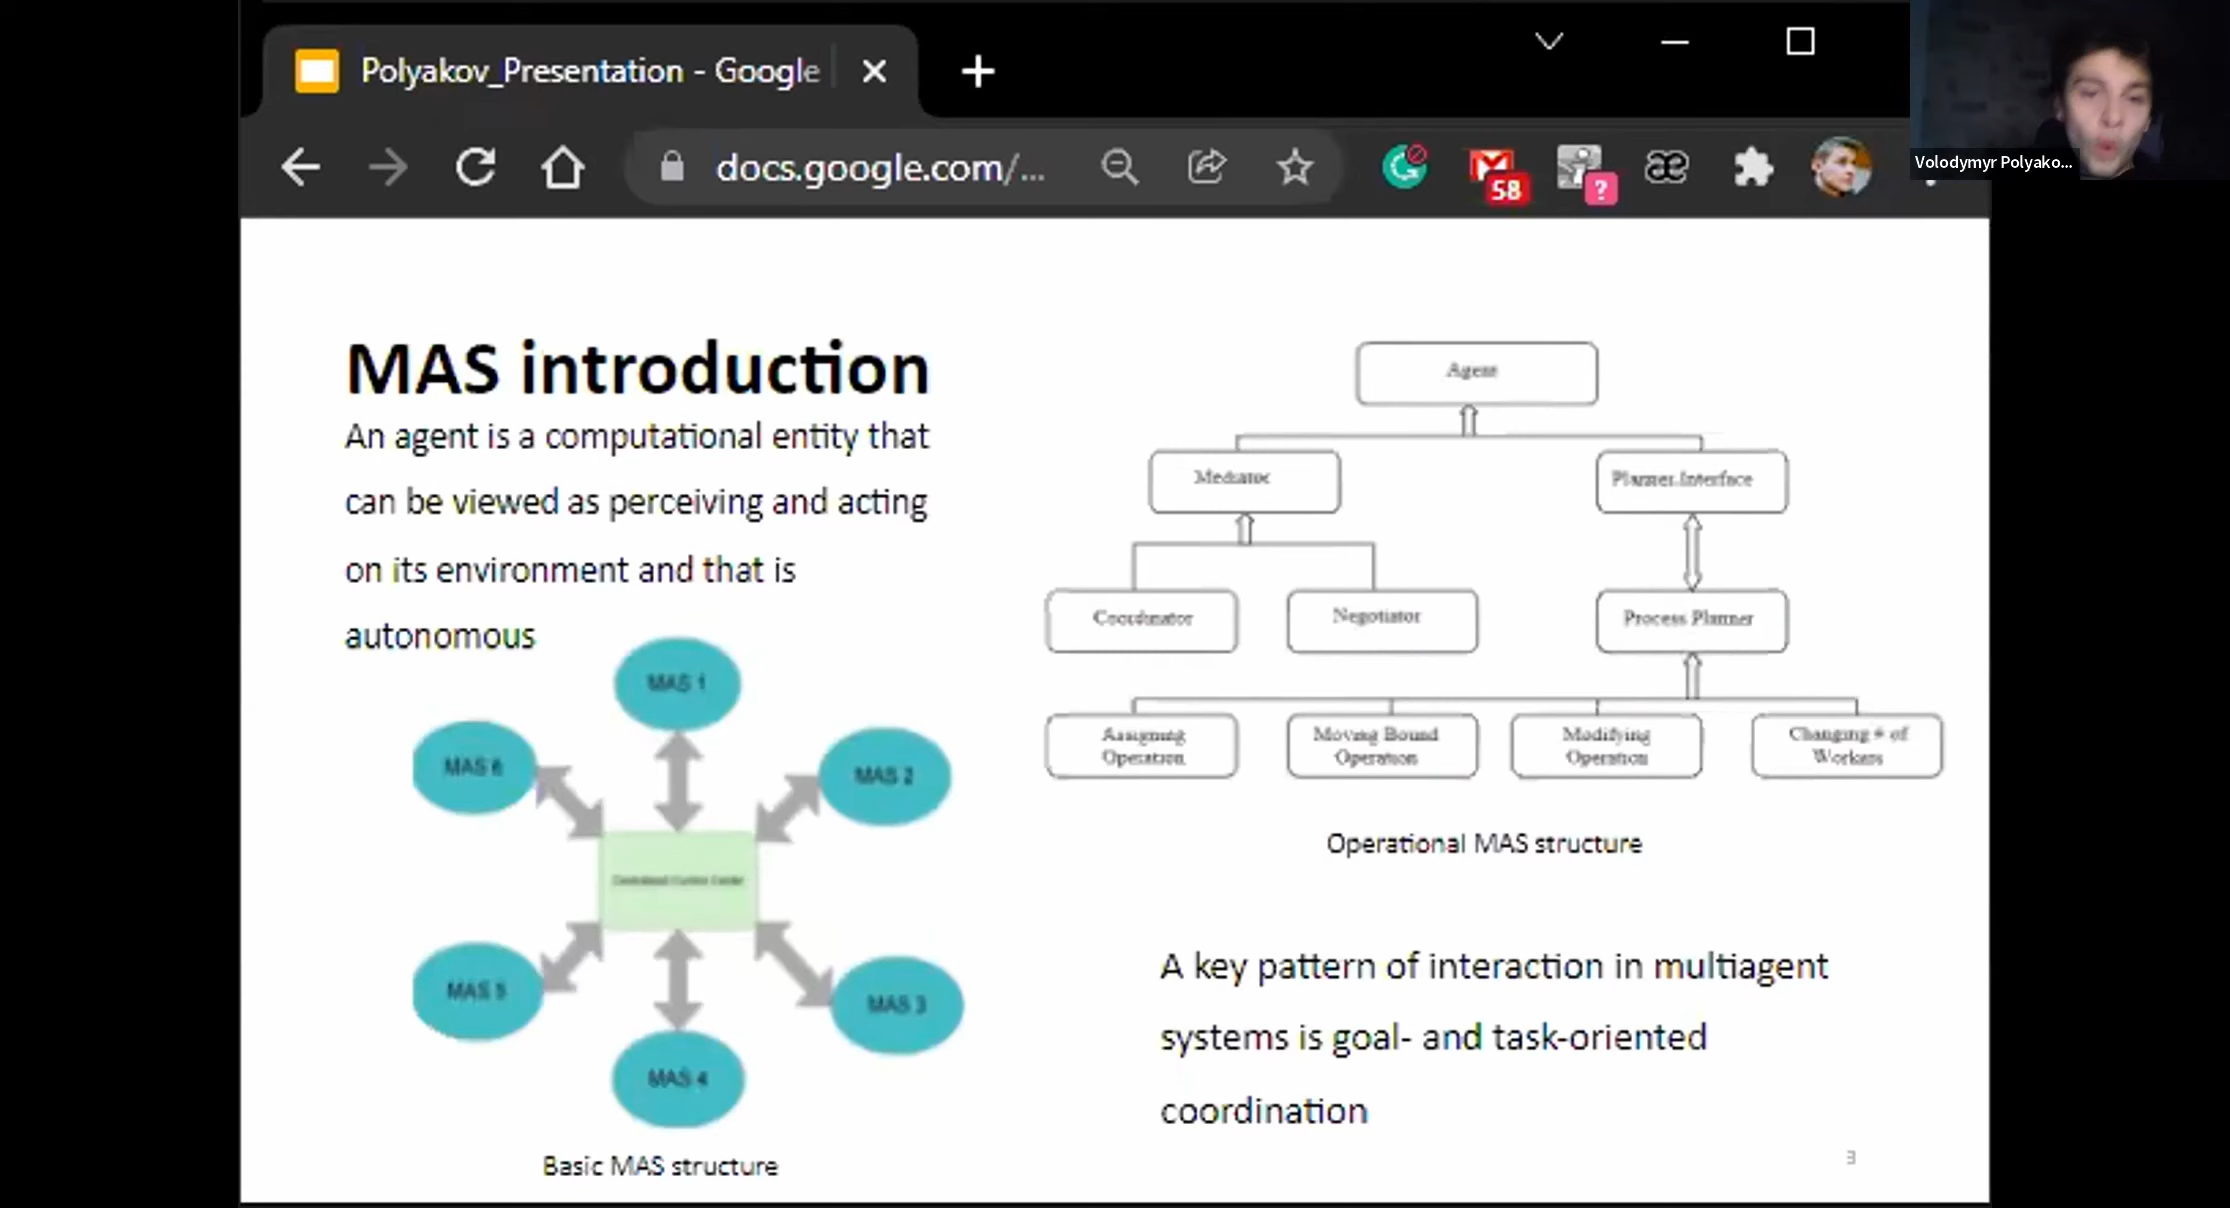 Polyakov_Presentation - Google
docs.google.com/...
58
?
Volodymyr Polyako...
MAS introduction
An agent is a computational entity that
can be viewed as perceiving and acting
on its environment and that is
autonomous
MAS 1
MAS 6
MAS 2
MAS 5
MAS 3
MAS 4
Basic MAS structure
Agent
Mediator
Planner Interface
Coordinator
Negotiator
Process Planner
Assigning
Operation
Moving Bound
Operation
Modifying
Operation
Changing # of
Workers
Operational MAS structure
A key pattern of interaction in multiagent
systems is goal- and task-oriented
coordination
3